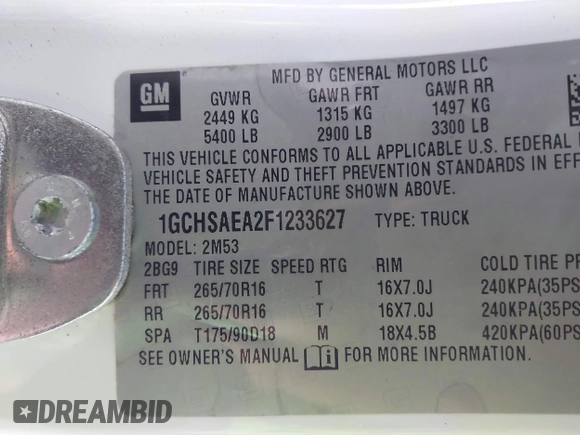 GM
MFD BY GENERAL MOTORS LLC
GVWR GAWR FRT GAWR RR
2449 KG 1315 KG 1497 KG
5400 LB 2900 LB 3300 LB
THIS VEHICLE CONFORMS TO ALL APPLICABLE U.S. FEDERAL
VEHICLE SAFETY AND THEFT PREVENTION STANDARDS IN EFF
THE DATE OF MANUFACTURE SHOWN ABOVE.
1GCHSAEA2F1233627 TYPE: TRUCK
MODEL: 2M53
2BG9 TIRE SIZE SPEED RTG RIM COLD TIRE PR
FRT 265/70R16 T 16X7.0J 240KPA(35PS
RR 265/70R16 T 16X7.0J 240KPA(35PS
SPA T175/90D18 M 18X4.5B 420KPA(60PS
SEE OWNER'S MANUAL FOR MORE INFORMATION.
DREAMBID